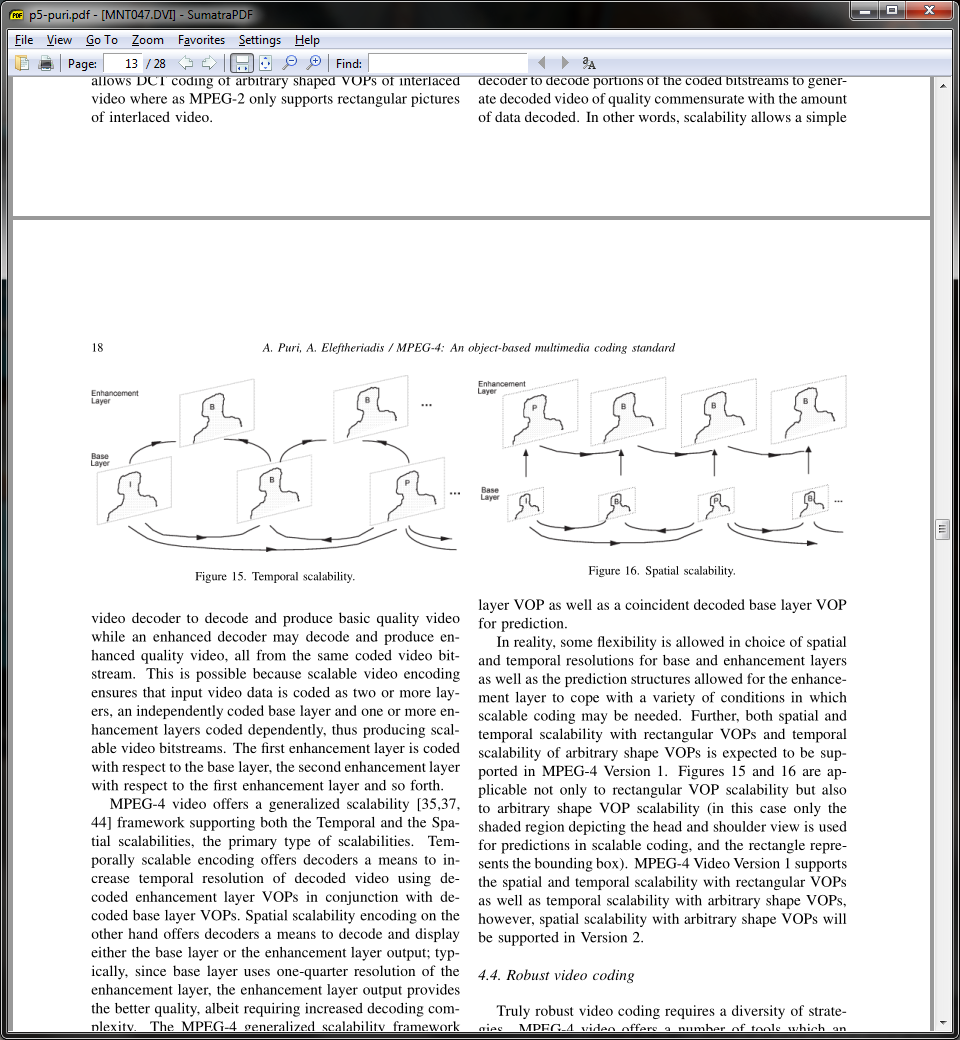 p5-puri.pdf - [MNT047.DVI] - SumatraPDF
File View Go To Zoom Favorites Settings Help
Page: 13 / 28 Find:
allows DCT coding of arbitrary shaped VOPs of interlaced
video where as MPEG-2 only supports rectangular pictures
of interlaced video.
decoder to decode portions of the coded bitstreams to gener-
ate decoded video of quality commensurate with the amount
of data decoded. In other words, scalability allows a simple
18 A. Puri, A. Eleftheriadis / MPEG-4: An object-based multimedia coding standard
Enhancement
Layer
B
B
...
Base
Layer
I
B
P
...
Figure 15. Temporal scalability.
video decoder to decode and produce basic quality video
while an enhanced decoder may decode and produce en-
hanced quality video, all from the same coded video bit-
stream. This is possible because scalable video encoding
ensures that input video data is coded as two or more lay-
ers, an independently coded base layer and one or more en-
hancement layers coded dependently, thus producing scal-
able video bitstreams. The first enhancement layer is coded
with respect to the base layer, the second enhancement layer
with respect to the first enhancement layer and so forth.
MPEG-4 video offers a generalized scalability [35,37,
44] framework supporting both the Temporal and the Spa-
tial scalabilities, the primary type of scalabilities. Tem-
porally scalable encoding offers decoders a means to in-
crease temporal resolution of decoded video using de-
coded enhancement layer VOPs in conjunction with de-
coded base layer VOPs. Spatial scalability encoding on the
other hand offers decoders a means to decode and display
either the base layer or the enhancement layer output; typ-
ically, since base layer uses one-quarter resolution of the
enhancement layer, the enhancement layer output provides
the better quality, albeit requiring increased decoding com-
plexity. The MPEG-4 generalized scalability framework
Enhancement
Layer
P
B
B
B
Base
Layer
I
B
P
B
...
Figure 16. Spatial scalability.
layer VOP as well as a coincident decoded base layer VOP
for prediction.
In reality, some flexibility is allowed in choice of spatial
and temporal resolutions for base and enhancement layers
as well as the prediction structures allowed for the enhance-
ment layer to cope with a variety of conditions in which
scalable coding may be needed. Further, both spatial and
temporal scalability with rectangular VOPs and temporal
scalability of arbitrary shape VOPs is expected to be sup-
ported in MPEG-4 Version 1. Figures 15 and 16 are ap-
plicable not only to rectangular VOP scalability but also
to arbitrary shape VOP scalability (in this case only the
shaded region depicting the head and shoulder view is used
for predictions in scalable coding, and the rectangle repre-
sents the bounding box). MPEG-4 Video Version 1 supports
the spatial and temporal scalability with rectangular VOPs
as well as temporal scalability with arbitrary shape VOPs,
however, spatial scalability with arbitrary shape VOPs will
be supported in Version 2.
4.4. Robust video coding
Truly robust video coding requires a diversity of strate-
gies. MPEG-4 video offers a number of tools which an